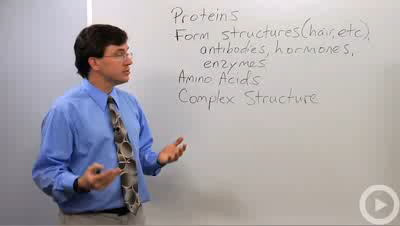 Proteins
Form structures (hair, etc),
antibodies, hormones,
enzymes
Amino Acids
Complex Structure